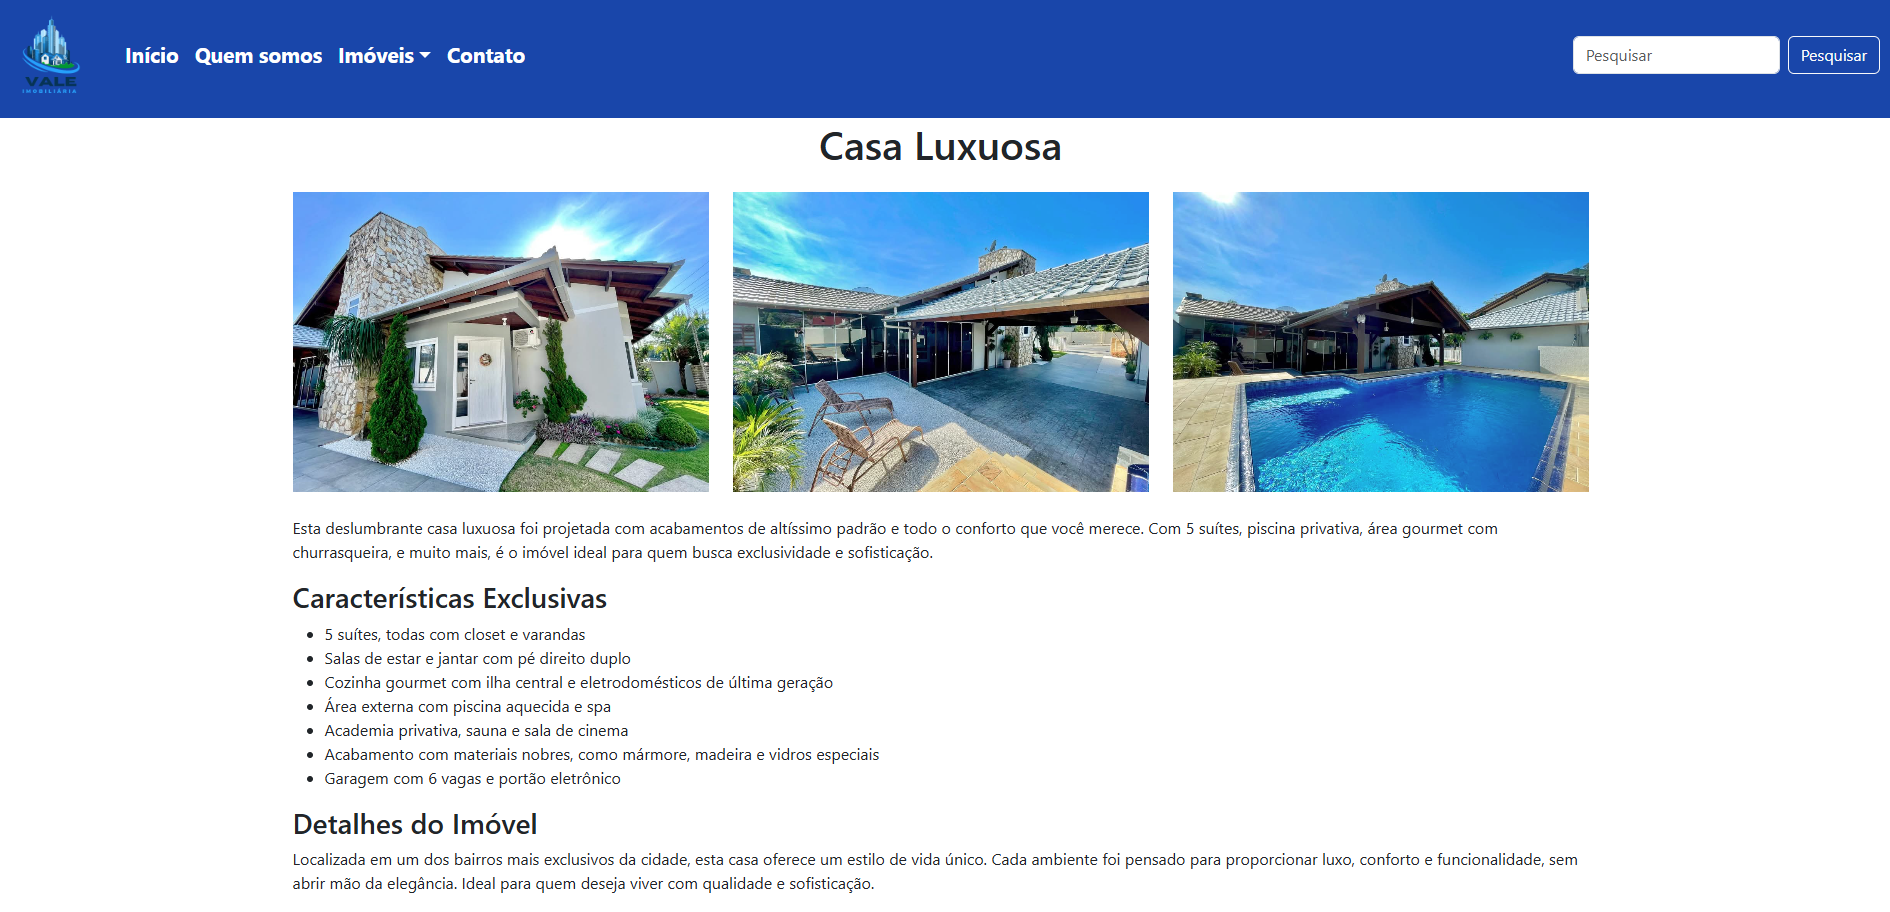 VALE
IMOBILIÁRIA
Início Quem somos Imóveis Contato
Pesquisar Pesquisar
Casa Luxuosa
Esta deslumbrante casa luxuosa foi projetada com acabamentos de altíssimo padrão e todo o conforto que você merece. Com 5 suítes, piscina privativa, área gourmet com
churrasqueira, e muito mais, é o imóvel ideal para quem busca exclusividade e sofisticação.
Características Exclusivas
5 suítes, todas com closet e varandas
Salas de estar e jantar com pé direito duplo
Cozinha gourmet com ilha central e eletrodomésticos de última geração
Área externa com piscina aquecida e spa
Academia privativa, sauna e sala de cinema
Acabamento com materiais nobres, como mármore, madeira e vidros especiais
Garagem com 6 vagas e portão eletrônico
Detalhes do Imóvel
Localizada em um dos bairros mais exclusivos da cidade, esta casa oferece um estilo de vida único. Cada ambiente foi pensado para proporcionar luxo, conforto e funcionalidade, sem
abrir mão da elegância. Ideal para quem deseja viver com qualidade e sofisticação.